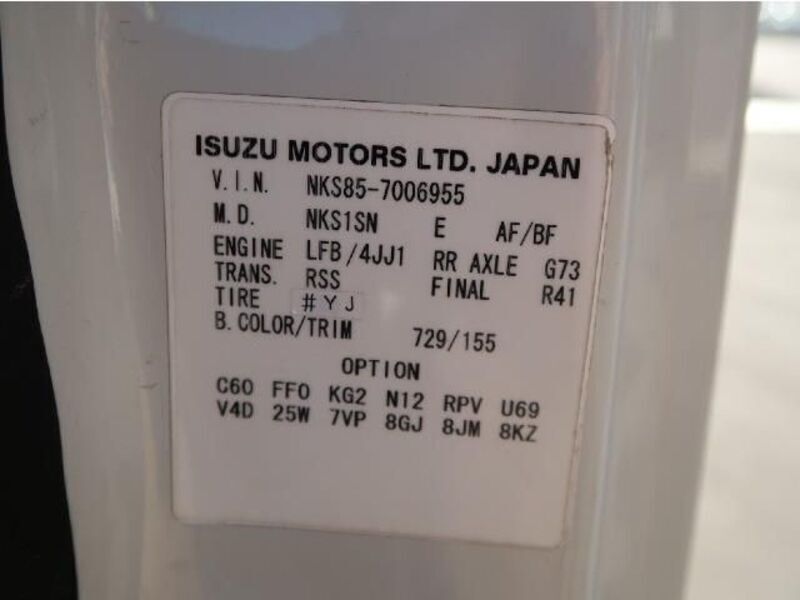 ISUZU MOTORS LTD. JAPAN
V.I.N. NKS85-7006955
M.D. NKS1SN E AF/BF
ENGINE LFB/4JJ1 RR AXLE G73
TRANS. RSS FINAL R41
TIRE #YJ
B.COLOR/TRIM 729/155
OPTION
C60 FF0 KG2 N12 RPV U69
V4D 25W 7VP 8GJ 8JM 8KZ